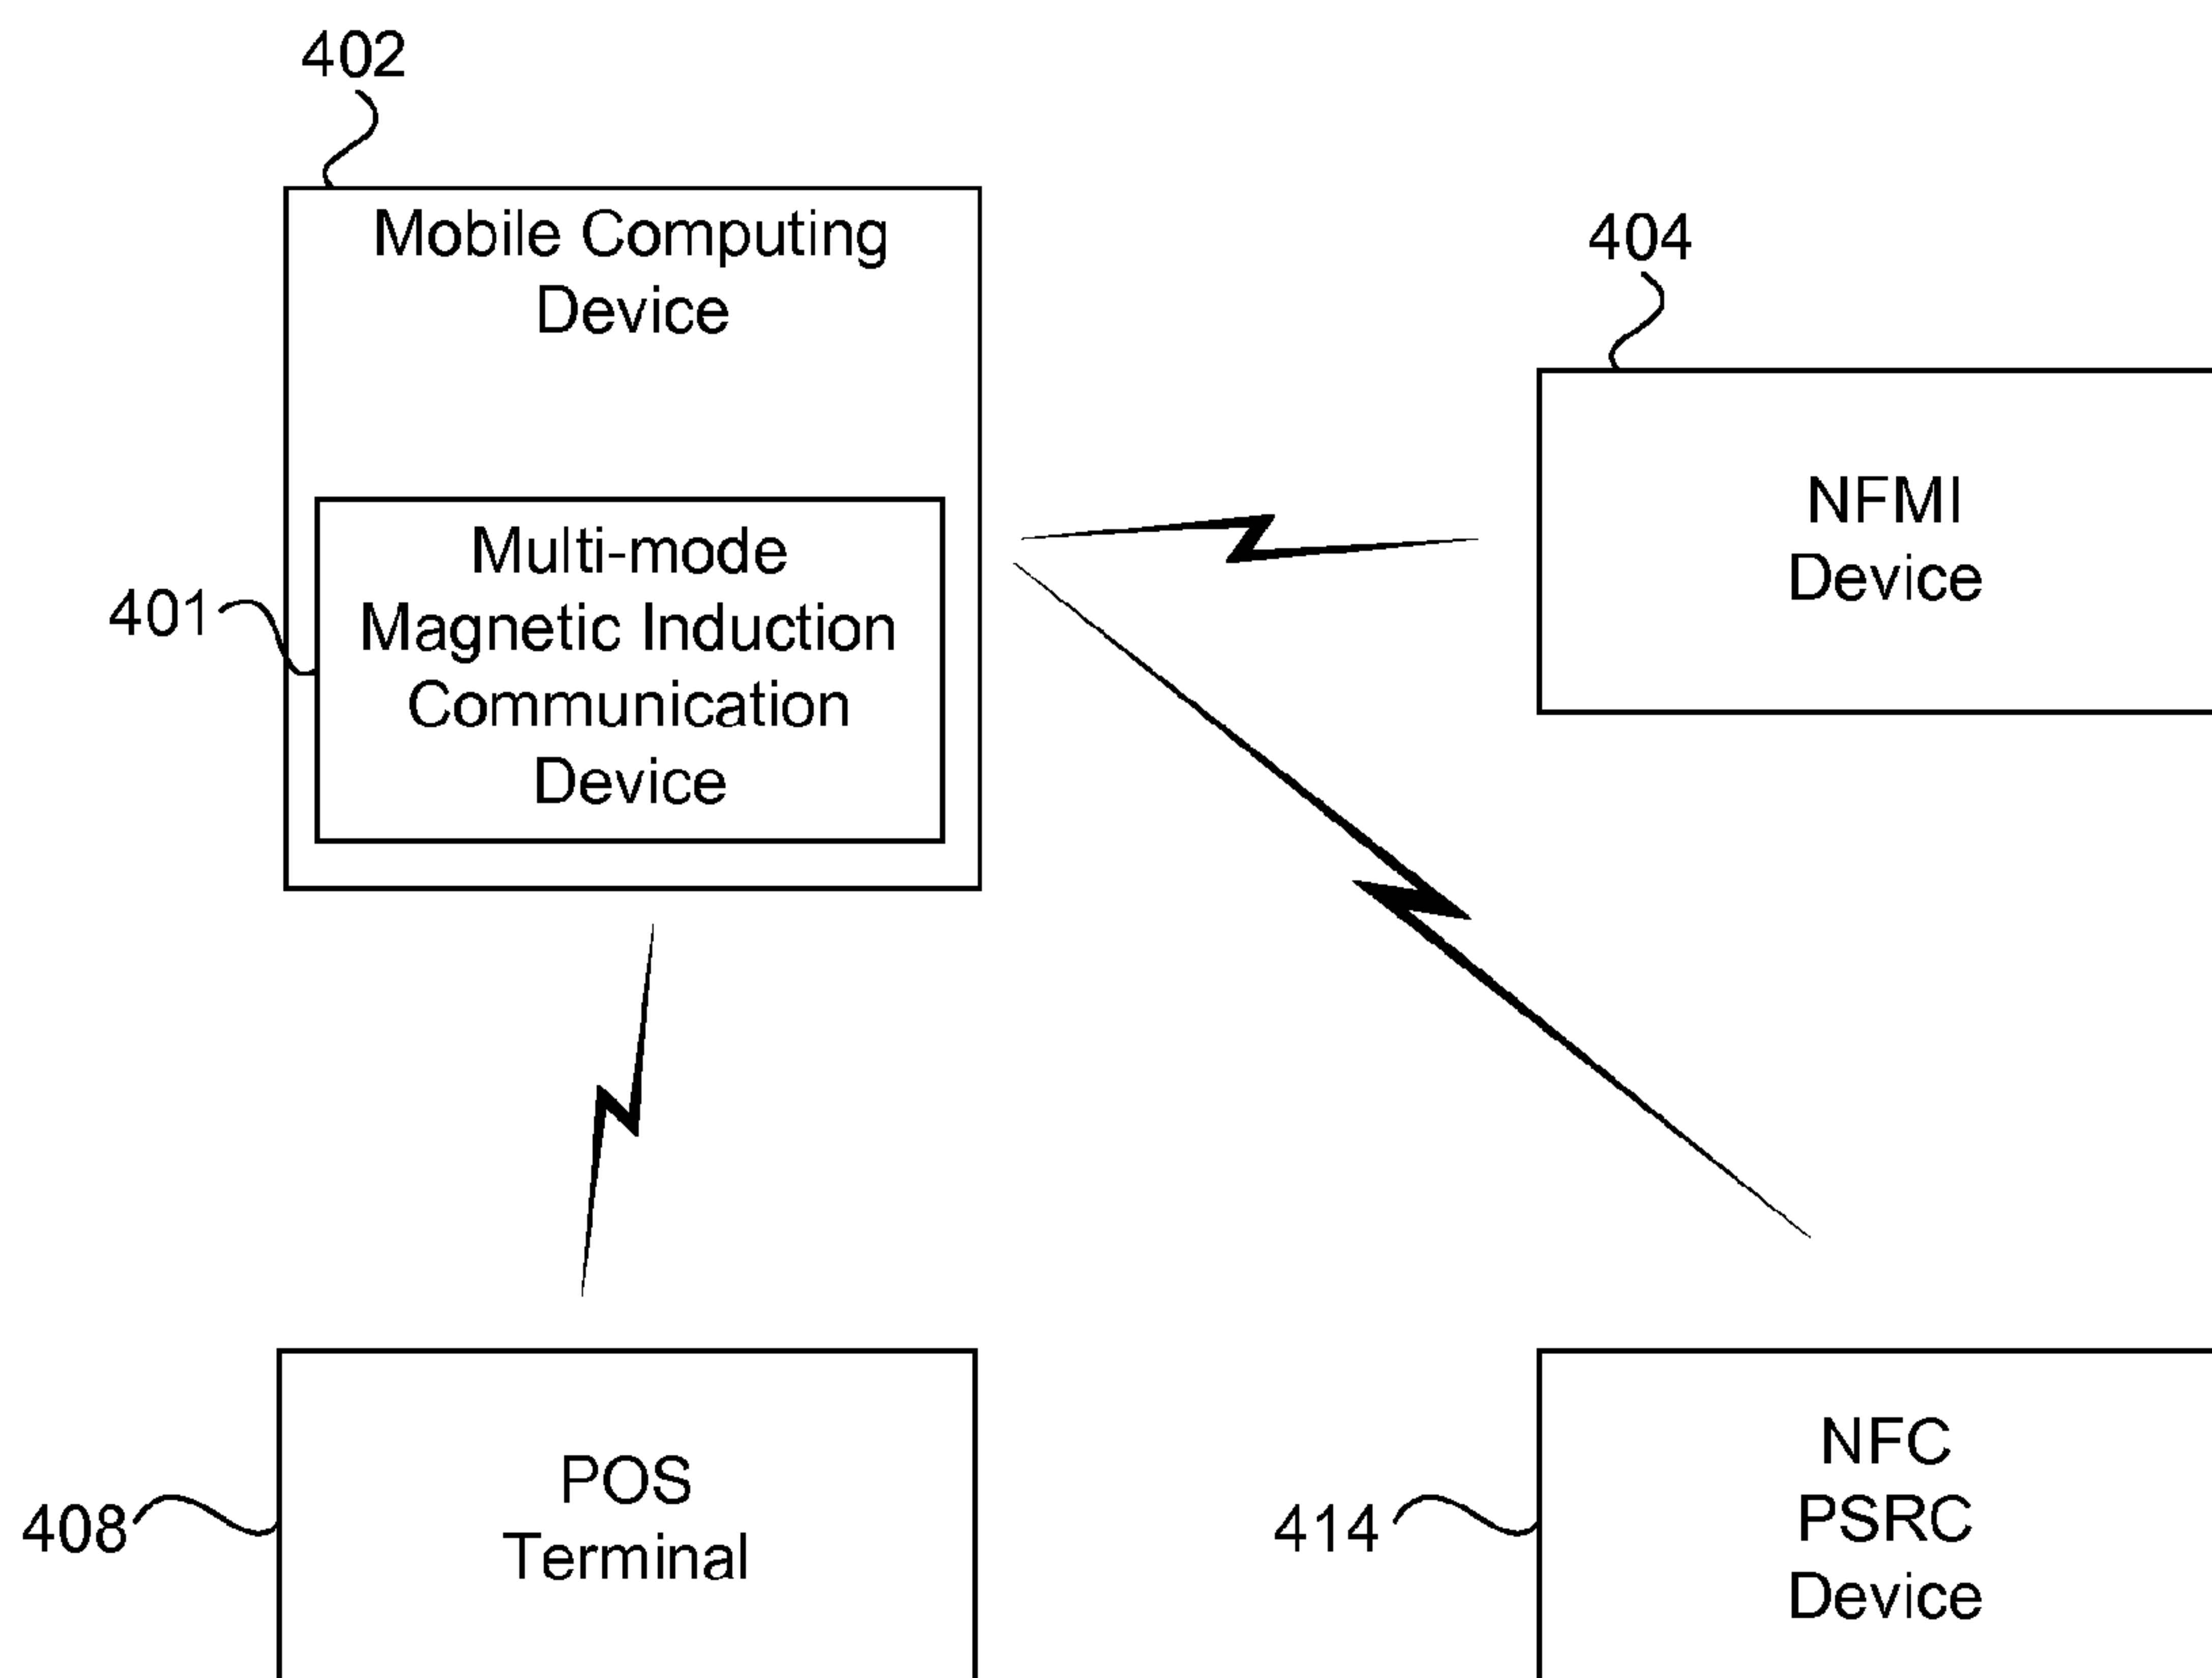 402
Mobile Computing
Device
404
NFMI
Device
401
Multi-mode
Magnetic Induction
Communication
Device
408
POS
Terminal
414
NFC
PSRC
Device